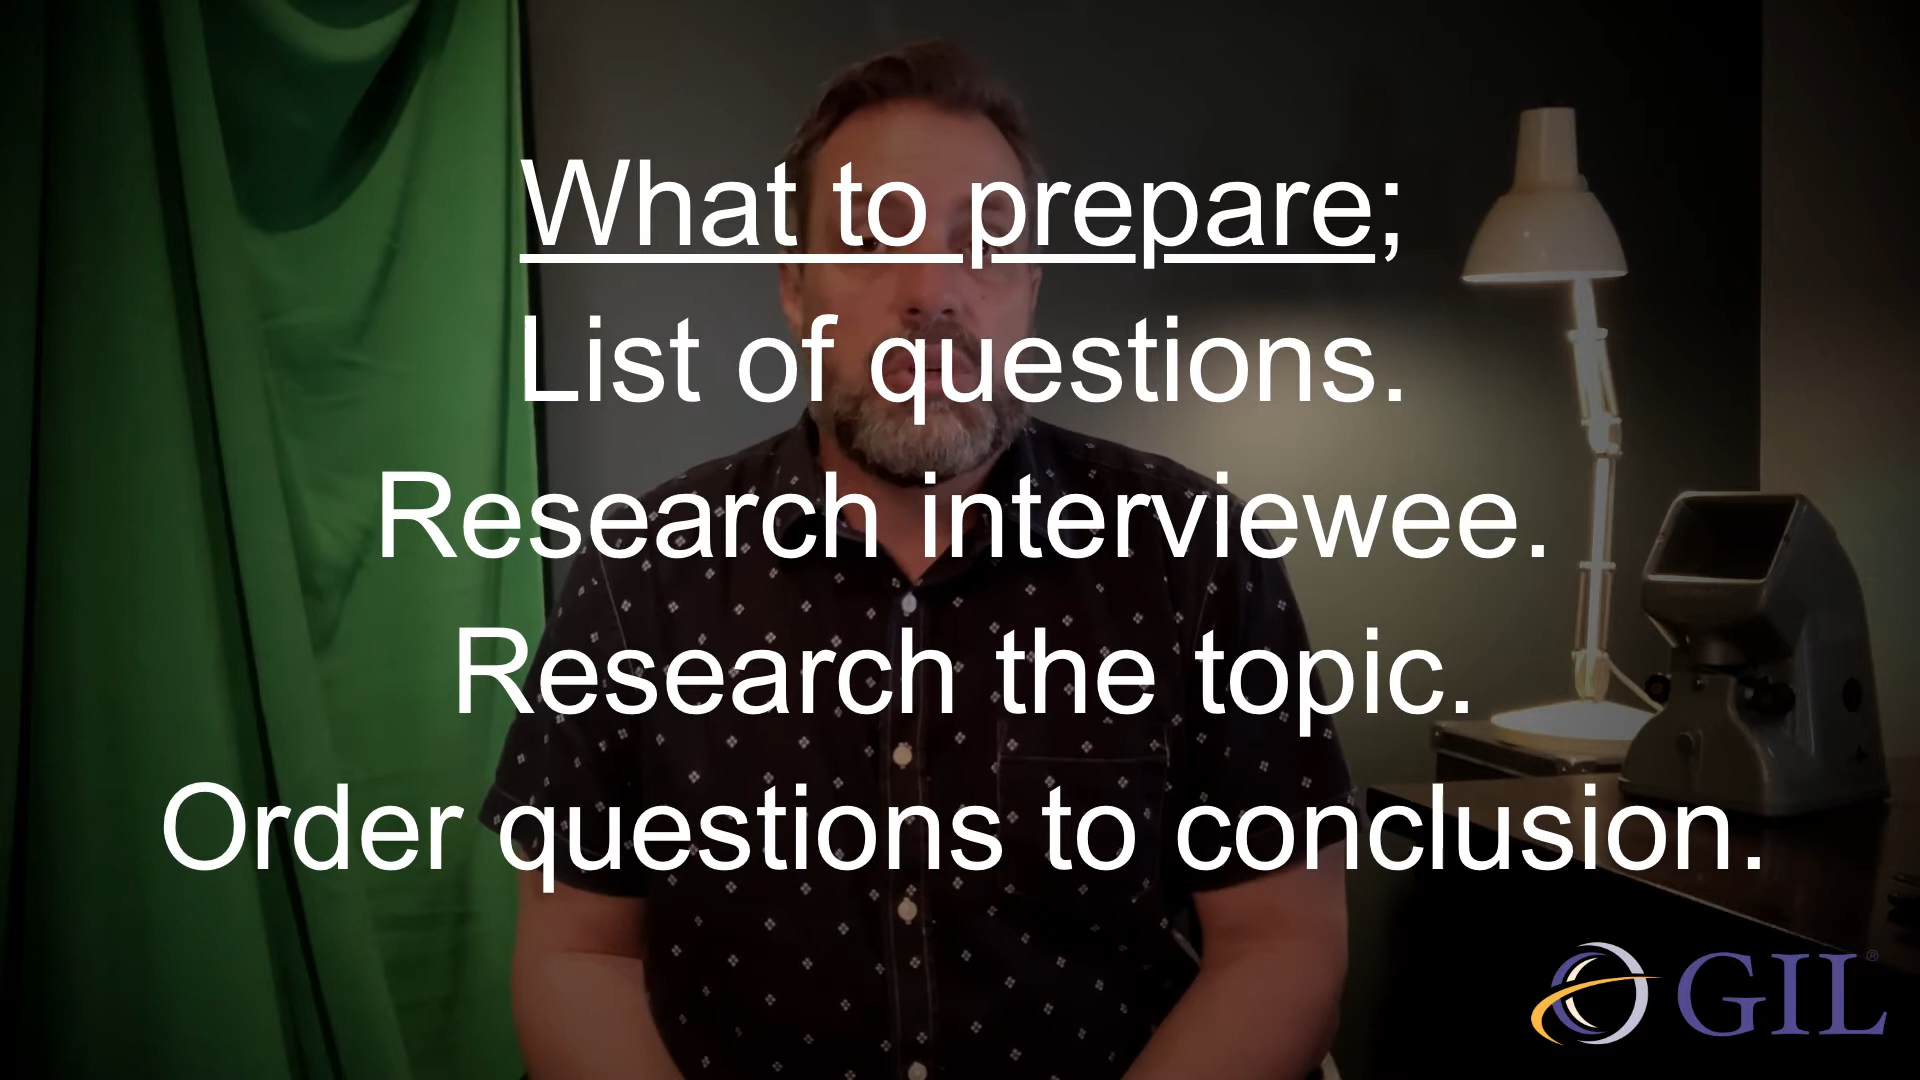 What to prepare;
List of questions.
Research interviewee.
Research the topic.
Order questions to conclusion.
GIL®